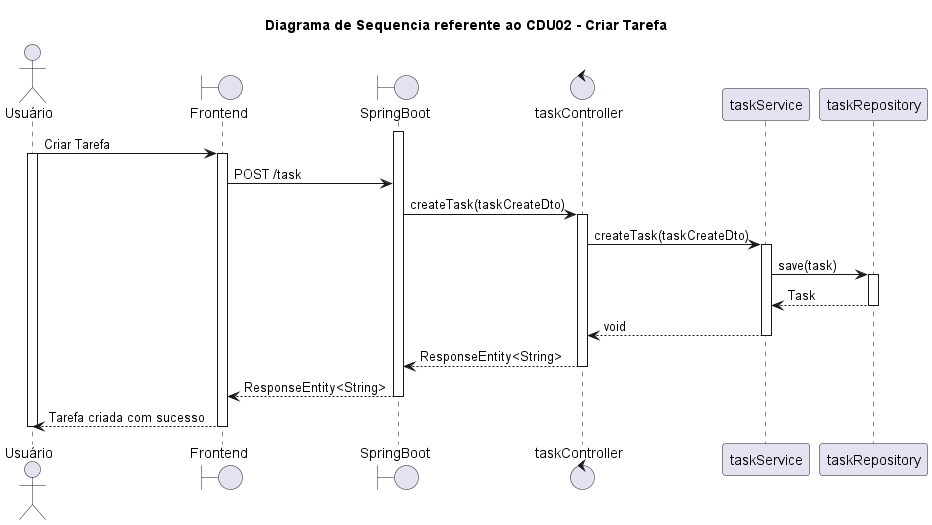 Diagrama de Sequencia referente ao CDU02 - Criar Tarefa
Usuário
Frontend
SpringBoot
taskController
taskService
taskRepository
Criar Tarefa
POST /task
createTask(taskCreateDto)
createTask(taskCreateDto)
save(task)
Task
void
ResponseEntity<String>
ResponseEntity<String>
Tarefa criada com sucesso
Usuário
Frontend
SpringBoot
taskController
taskService
taskRepository